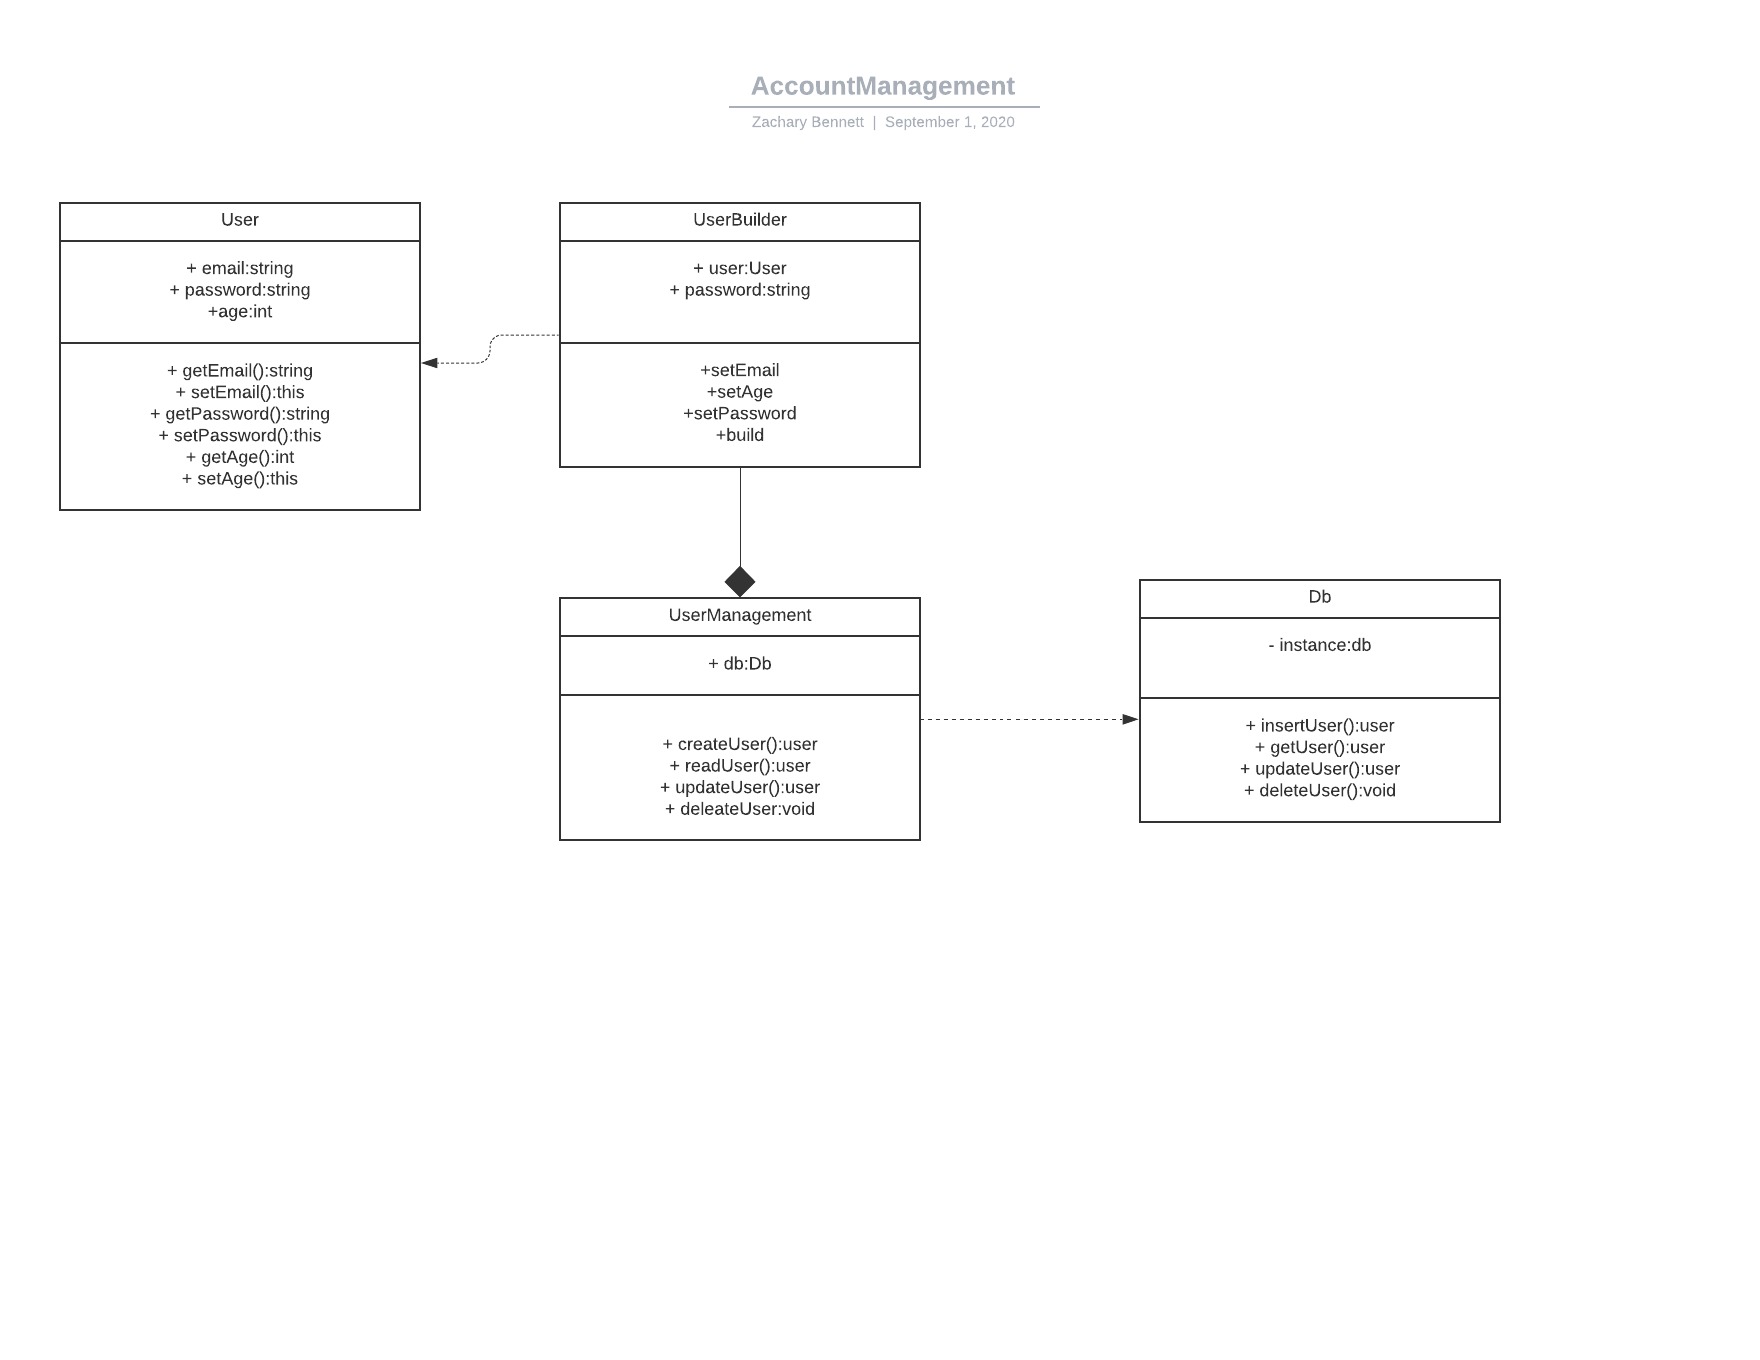 AccountManagement
Zachary Bennett | September 1, 2020
User
+ email:string
+ password:string
+age:int
+ getEmail():string
+ setEmail():this
+ getPassword():string
+ setPassword():this
+ getAge():int
+ setAge():this
UserBuilder
+ user:User
+ password:string
+setEmail
+setAge
+setPassword
+build
UserManagement
+ db:Db
+ createUser():user
+ readUser():user
+ updateUser():user
+ deleateUser:void
Db
- instance:db
+ insertUser():user
+ getUser():user
+ updateUser():user
+ deleteUser():void